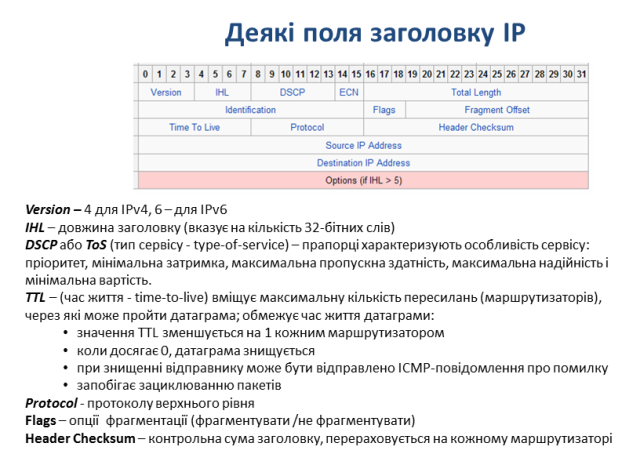 Деякі поля заголовку IP
0 1 2 3 4 5 6 7 8 9 10 11 12 13 14 15 16 17 18 19 20 21 22 23 24 25 26 27 28 29 30 31
Version IHL DSCP ECN Total Length
Identification Flags Fragment Offset
Time To Live Protocol Header Checksum
Source IP Address
Destination IP Address
Options (if IHL > 5)
Version – 4 для IPv4, 6 – для IPv6
IHL – довжина заголовку (вказує на кількість 32-бітних слів)
DSCP або ToS (тип сервісу - type-of-service) – прапорці характеризують особливість сервісу:
пріоритет, мінімальна затримка, максимальна пропускна здатність, максимальна надійність і
мінімальна вартість.
TTL – (час життя - time-to-live) вміщує максимальну кількість пересилань (маршрутизаторів),
через які може пройти датаграма; обмежує час життя датаграми:
• значення TTL зменшується на 1 кожним маршрутизатором
• коли досягає 0, датаграма знищується
• при знищенні відправнику може бути відправлено ICMP-повідомлення про помилку
• запобігає зациклюванню пакетів
Protocol - протоколу верхнього рівня
Flags – опції фрагментації (фрагментувати /не фрагментувати)
Header Checksum – контрольна сума заголовку, перераховується на кожному маршрутизаторі